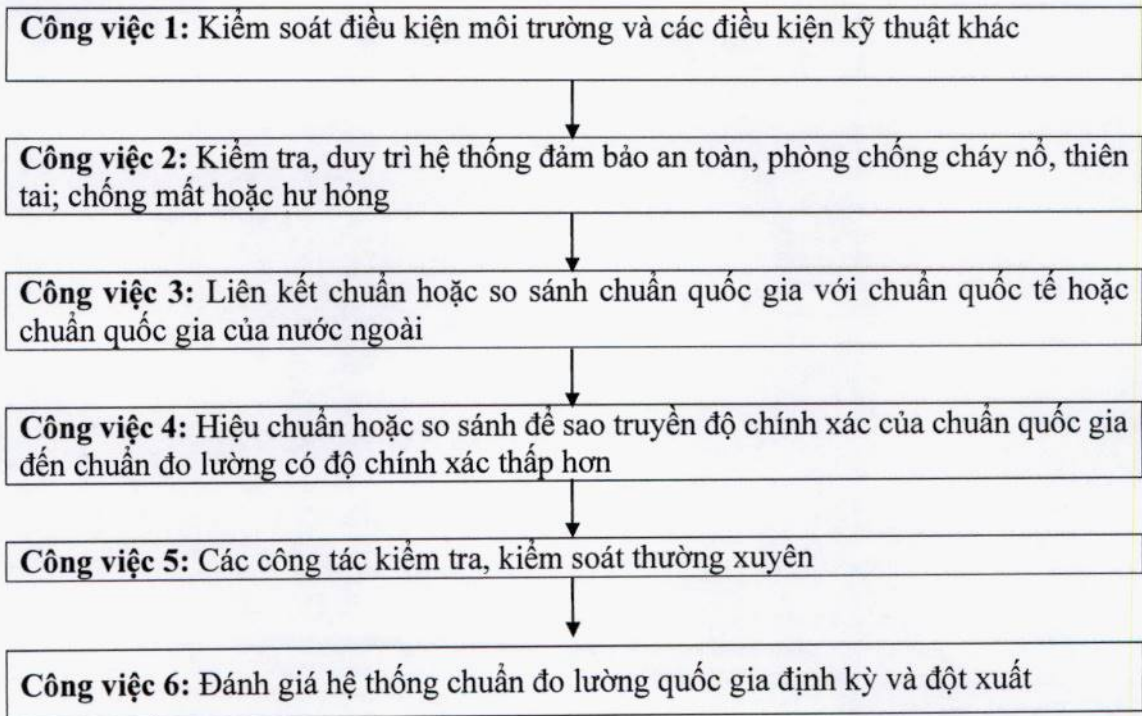 Công việc 1: Kiểm soát điều kiện môi trường và các điều kiện kỹ thuật khác
Công việc 2: Kiểm tra, duy trì hệ thống đảm bảo an toàn, phòng chống cháy nổ, thiên
tai; chống mất hoặc hư hỏng
Công việc 3: Liên kết chuẩn hoặc so sánh chuẩn quốc gia với chuẩn quốc tế hoặc
chuẩn quốc gia của nước ngoài
Công việc 4: Hiệu chuẩn hoặc so sánh để sao truyền độ chính xác của chuẩn quốc gia
đến chuẩn đo lường có độ chính xác thấp hơn
Công việc 5: Các công tác kiểm tra, kiểm soát thường xuyên
Công việc 6: Đánh giá hệ thống chuẩn đo lường quốc gia định kỳ và đột xuất